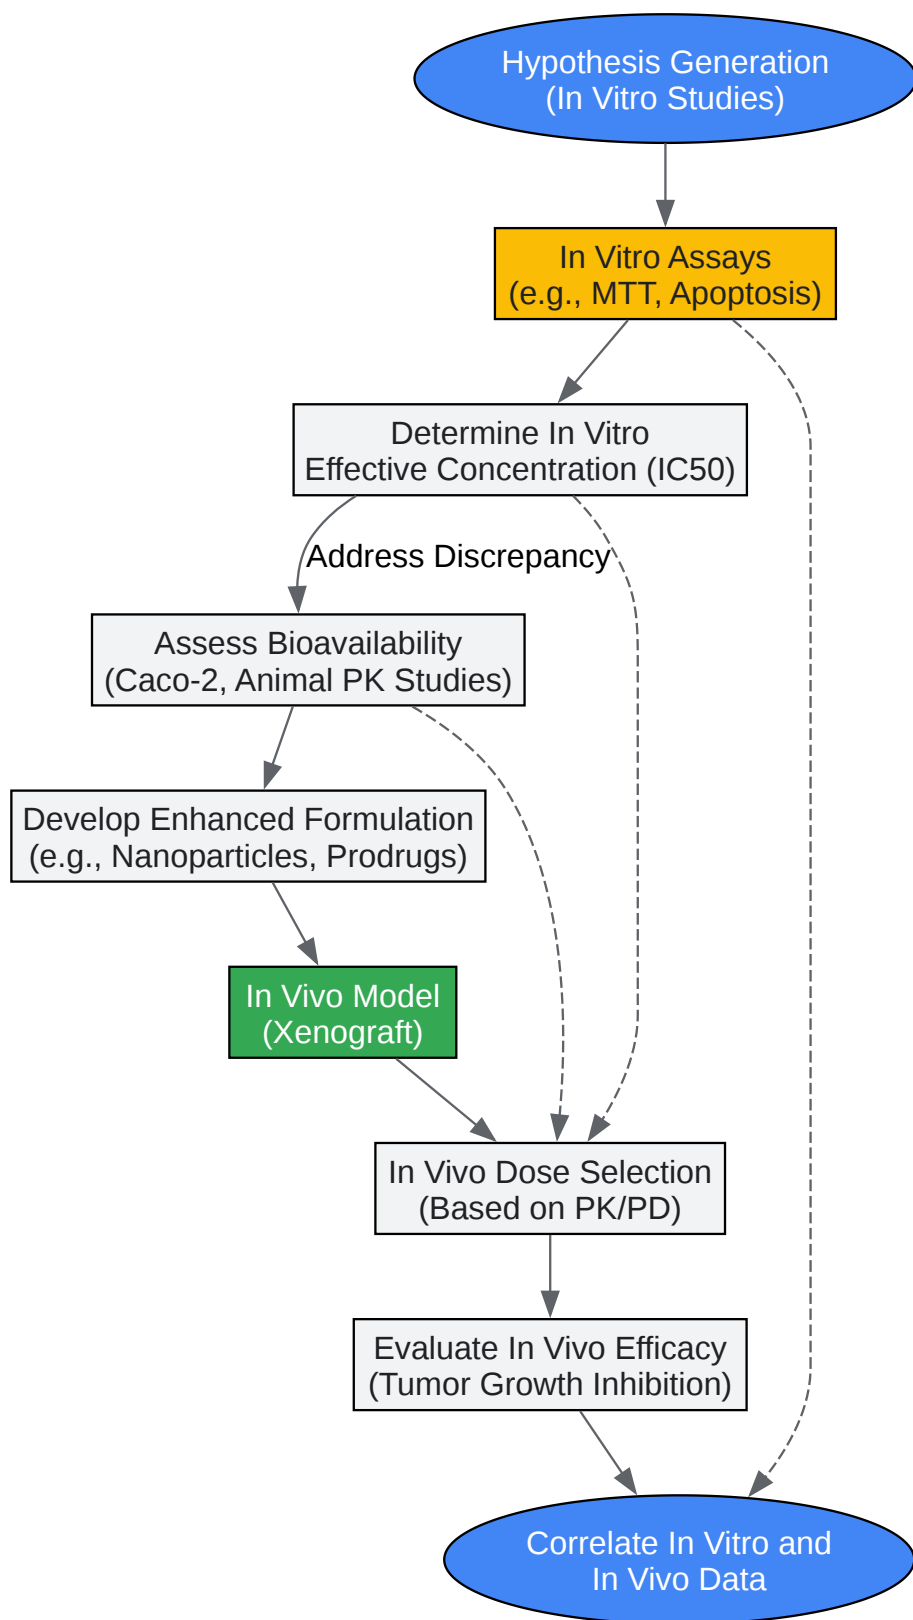 Hypothesis Generation
(In Vitro Studies)
In Vitro Assays
(e.g., MTT, Apoptosis)
Determine In Vitro
Effective Concentration (IC50)
Address Discrepancy
Assess Bioavailability
(Caco-2, Animal PK Studies)
Develop Enhanced Formulation
(e.g., Nanoparticles, Prodrugs)
In Vivo Model
(Xenograft)
In Vivo Dose Selection
(Based on PK/PD)
Evaluate In Vivo Efficacy
(Tumor Growth Inhibition)
Correlate In Vitro and
In Vivo Data